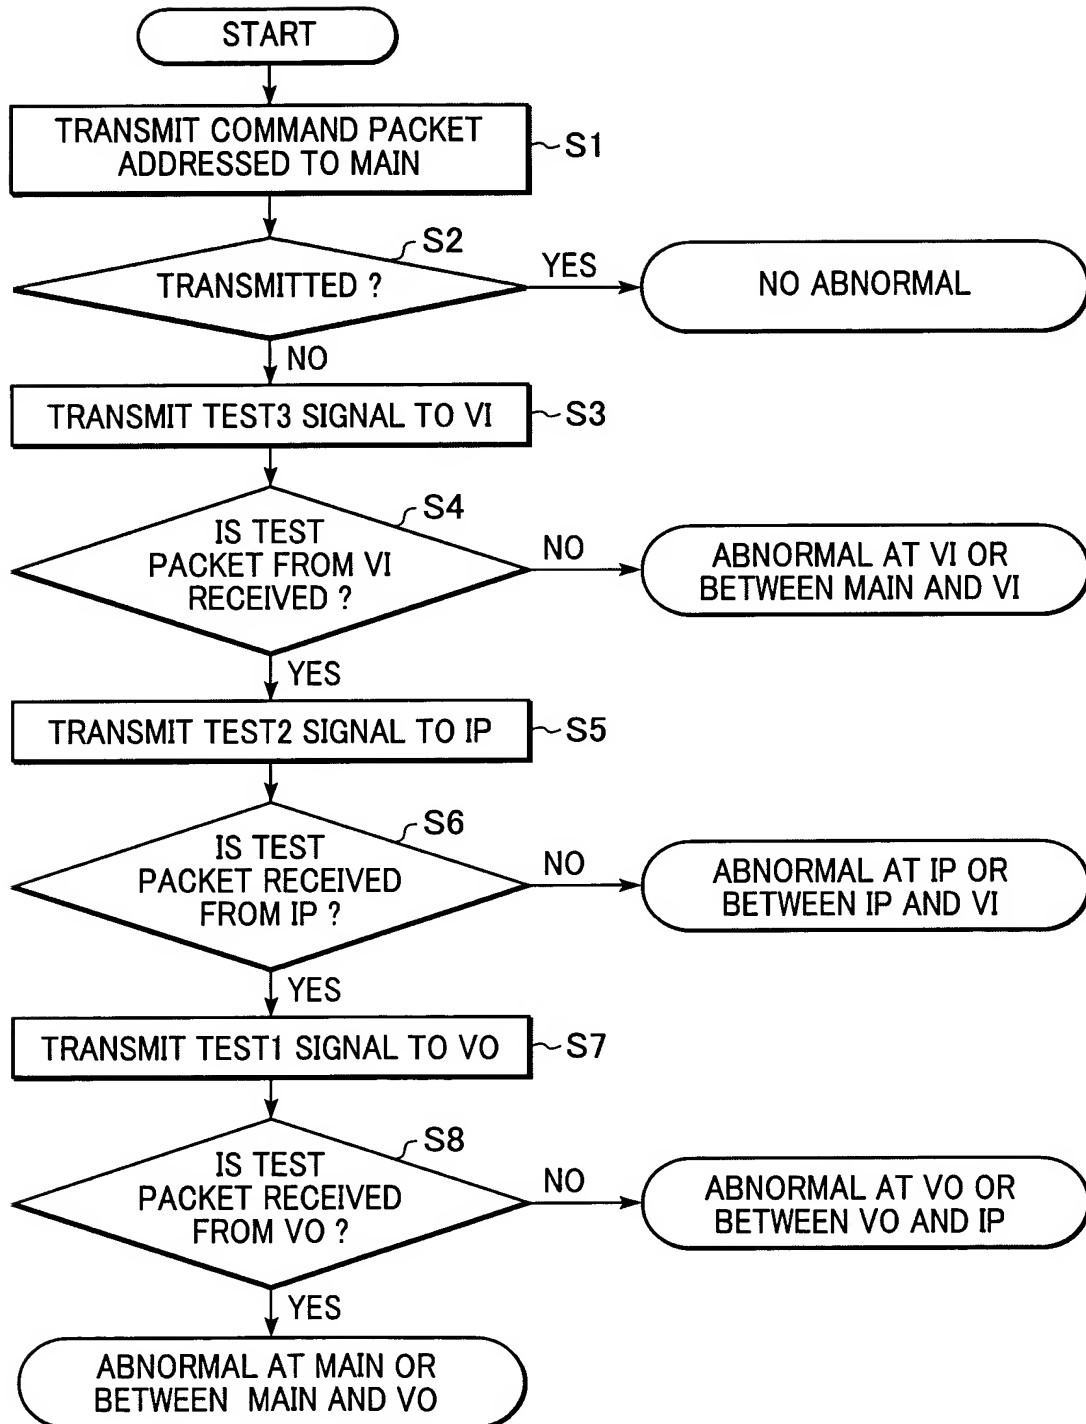 START
TRANSMIT COMMAND PACKET
ADDRESSED TO MAIN
S1
S2
TRANSMITTED ?
YES
NO ABNORMAL
NO
TRANSMIT TEST3 SIGNAL TO VI
S3
S4
IS TEST
PACKET FROM VI
RECEIVED ?
NO
ABNORMAL AT VI OR
BETWEEN MAIN AND VI
YES
TRANSMIT TEST2 SIGNAL TO IP
S5
S6
IS TEST
PACKET RECEIVED
FROM IP ?
NO
ABNORMAL AT IP OR
BETWEEN IP AND VI
YES
TRANSMIT TEST1 SIGNAL TO VO
S7
S8
IS TEST
PACKET RECEIVED
FROM VO ?
NO
ABNORMAL AT VO OR
BETWEEN VO AND IP
YES
ABNORMAL AT MAIN OR
BETWEEN MAIN AND VO